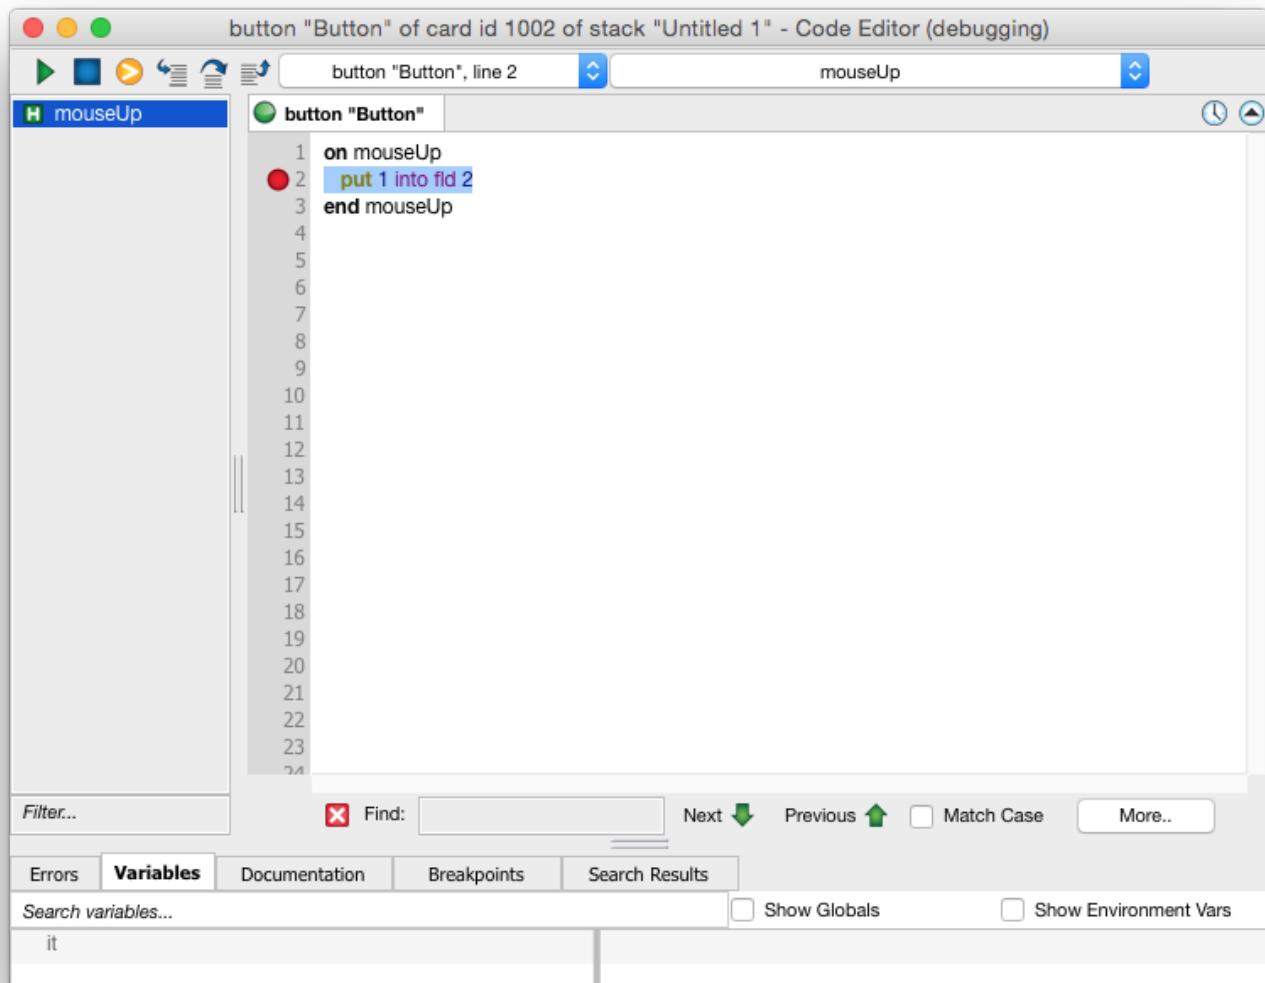 button "Button" of card id 1002 of stack "Untitled 1" - Code Editor (debugging)
button "Button", line 2
mouseUp
H mouseUp
button "Button"
1 on mouseUp
2 put 1 into fld 2
3 end mouseUp
4
5
6
7
8
9
10
11
12
13
14
15
16
17
18
19
20
21
22
23
24
Filter...
Find: Next Previous Match Case More..
Errors Variables Documentation Breakpoints Search Results
Search variables... Show Globals Show Environment Vars
it